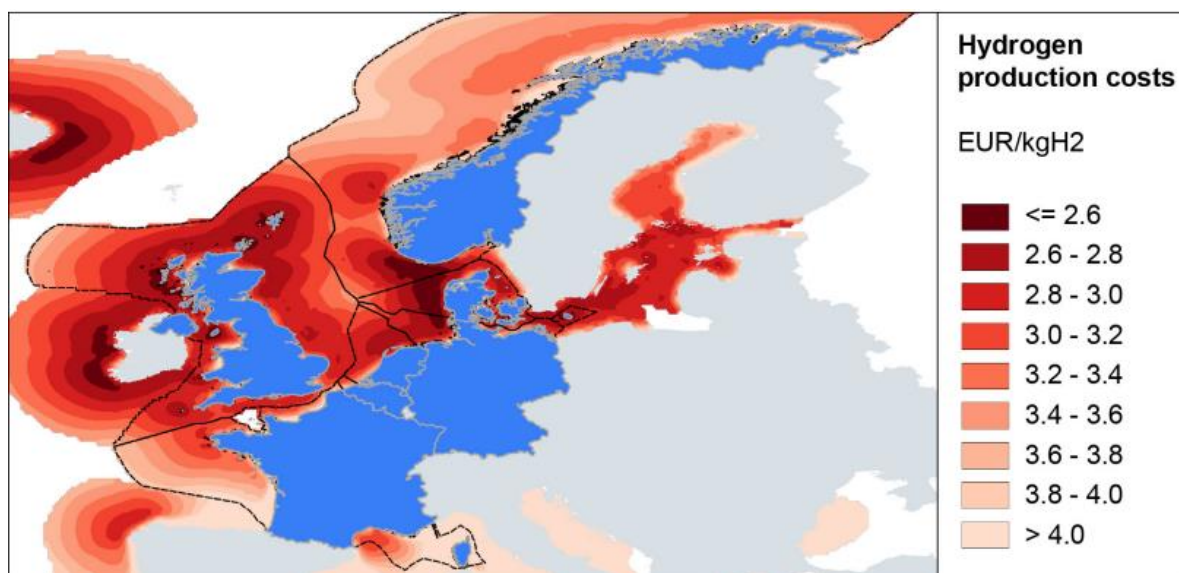 Hydrogen
production costs
EUR/kgH2
<= 2.6
2.6 - 2.8
2.8 - 3.0
3.0 - 3.2
3.2 - 3.4
3.4 - 3.6
3.6 - 3.8
3.8 - 4.0
> 4.0